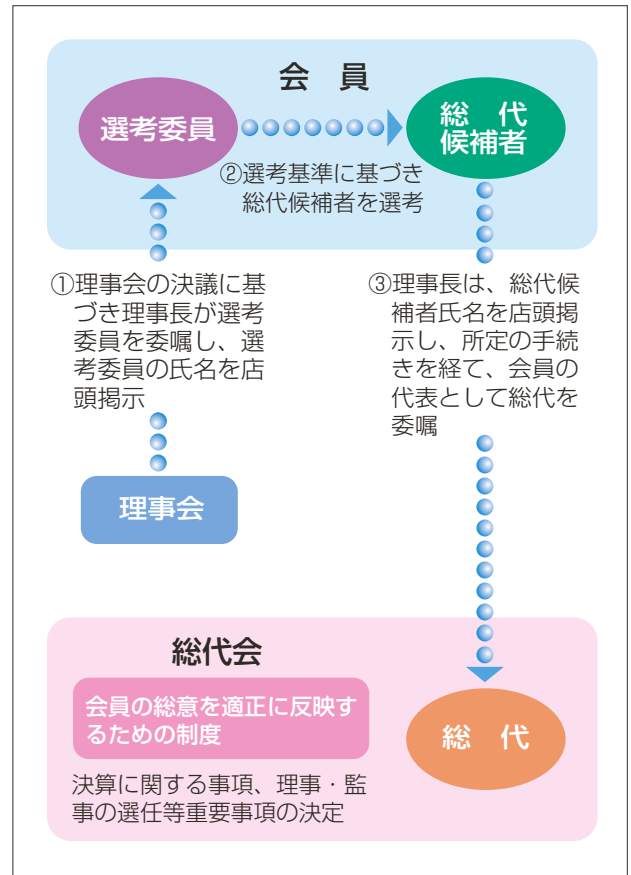 会　員
選考委員
総　代
候補者
②選考基準に基づき
総代候補者を選考
①理事会の決議に基
づき理事長が選考
委員を委嘱し、選
考委員の氏名を店
頭掲示
③理事長は、総代候
補者氏名を店頭掲
示し、所定の手続
きを経て、会員の
代表として総代を
委嘱
理事会
総代会
会員の総意を適正に反映す
るための制度
決算に関する事項、理事・監
事の選任等重要事項の決定
総　代